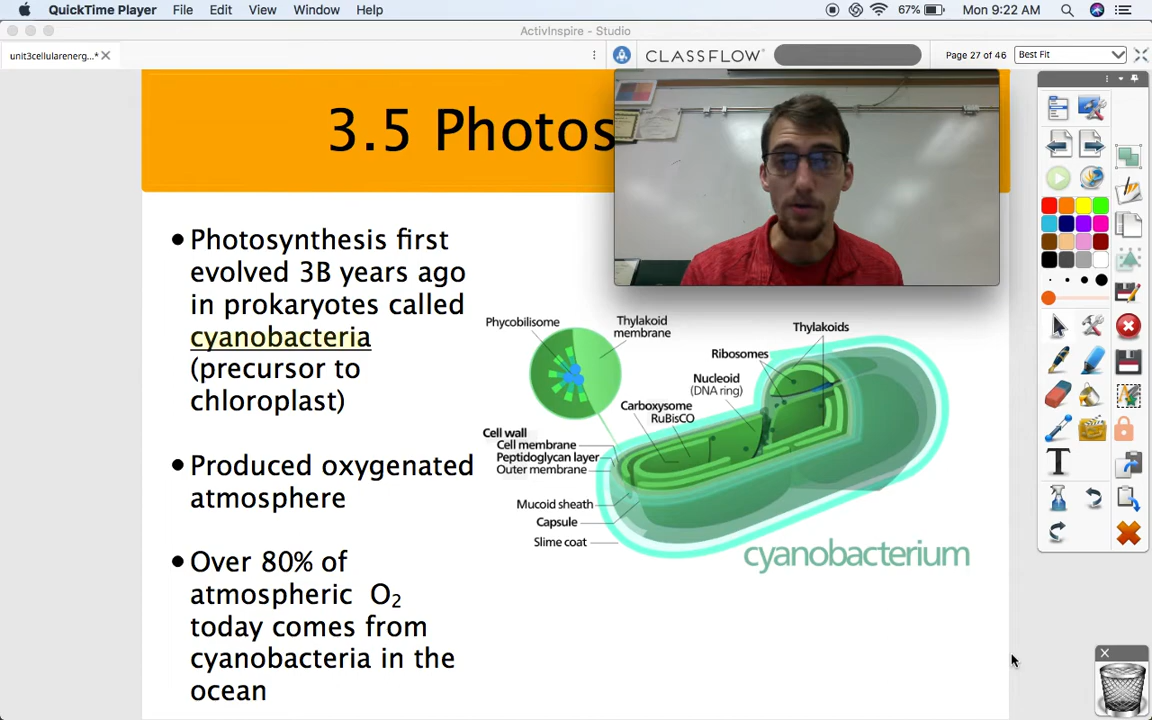 QuickTime Player File Edit View Window Help 67% Mon 9:22 AM
ActivInspire - Studio
unit3cellularenerg...* CLASSFLOW Page 27 of 46 Best Fit
3.5 Photos
•Photosynthesis first
evolved 3B years ago
in prokaryotes called
cyanobacteria
(precursor to
chloroplast)
•Produced oxygenated
atmosphere
•Over 80% of
atmospheric O₂
today comes from
cyanobacteria in the
ocean
Phycobilisome
Thylakoid
membrane
Thylakoids
Ribosomes
Nucleoid
(DNA ring)
Carboxysome
RuBisCO
Cell wall
Cell membrane
Peptidoglycan layer
Outer membrane
Mucoid sheath
Capsule
Slime coat
cyanobacterium
T